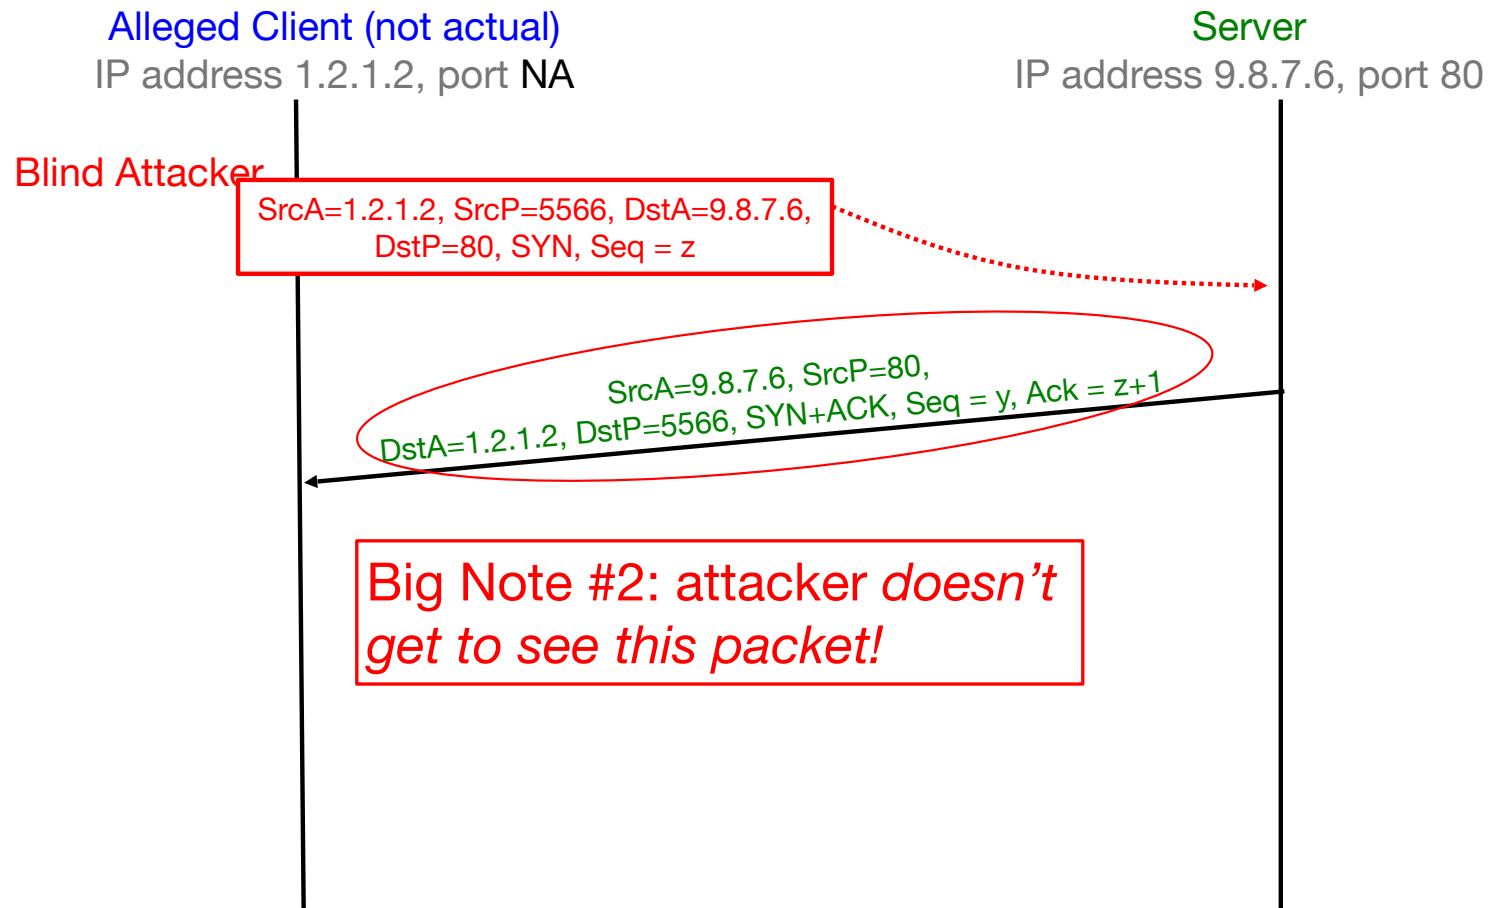 Alleged Client (not actual)
IP address 1.2.1.2, port NA
Server
IP address 9.8.7.6, port 80
Blind Attacker
SrcA=1.2.1.2, SrcP=5566, DstA=9.8.7.6,
DstP=80, SYN, Seq = z
SrcA=9.8.7.6, SrcP=80,
DstA=1.2.1.2, DstP=5566, SYN+ACK, Seq = y, Ack = z+1
Big Note #2: attacker doesn’t
get to see this packet!